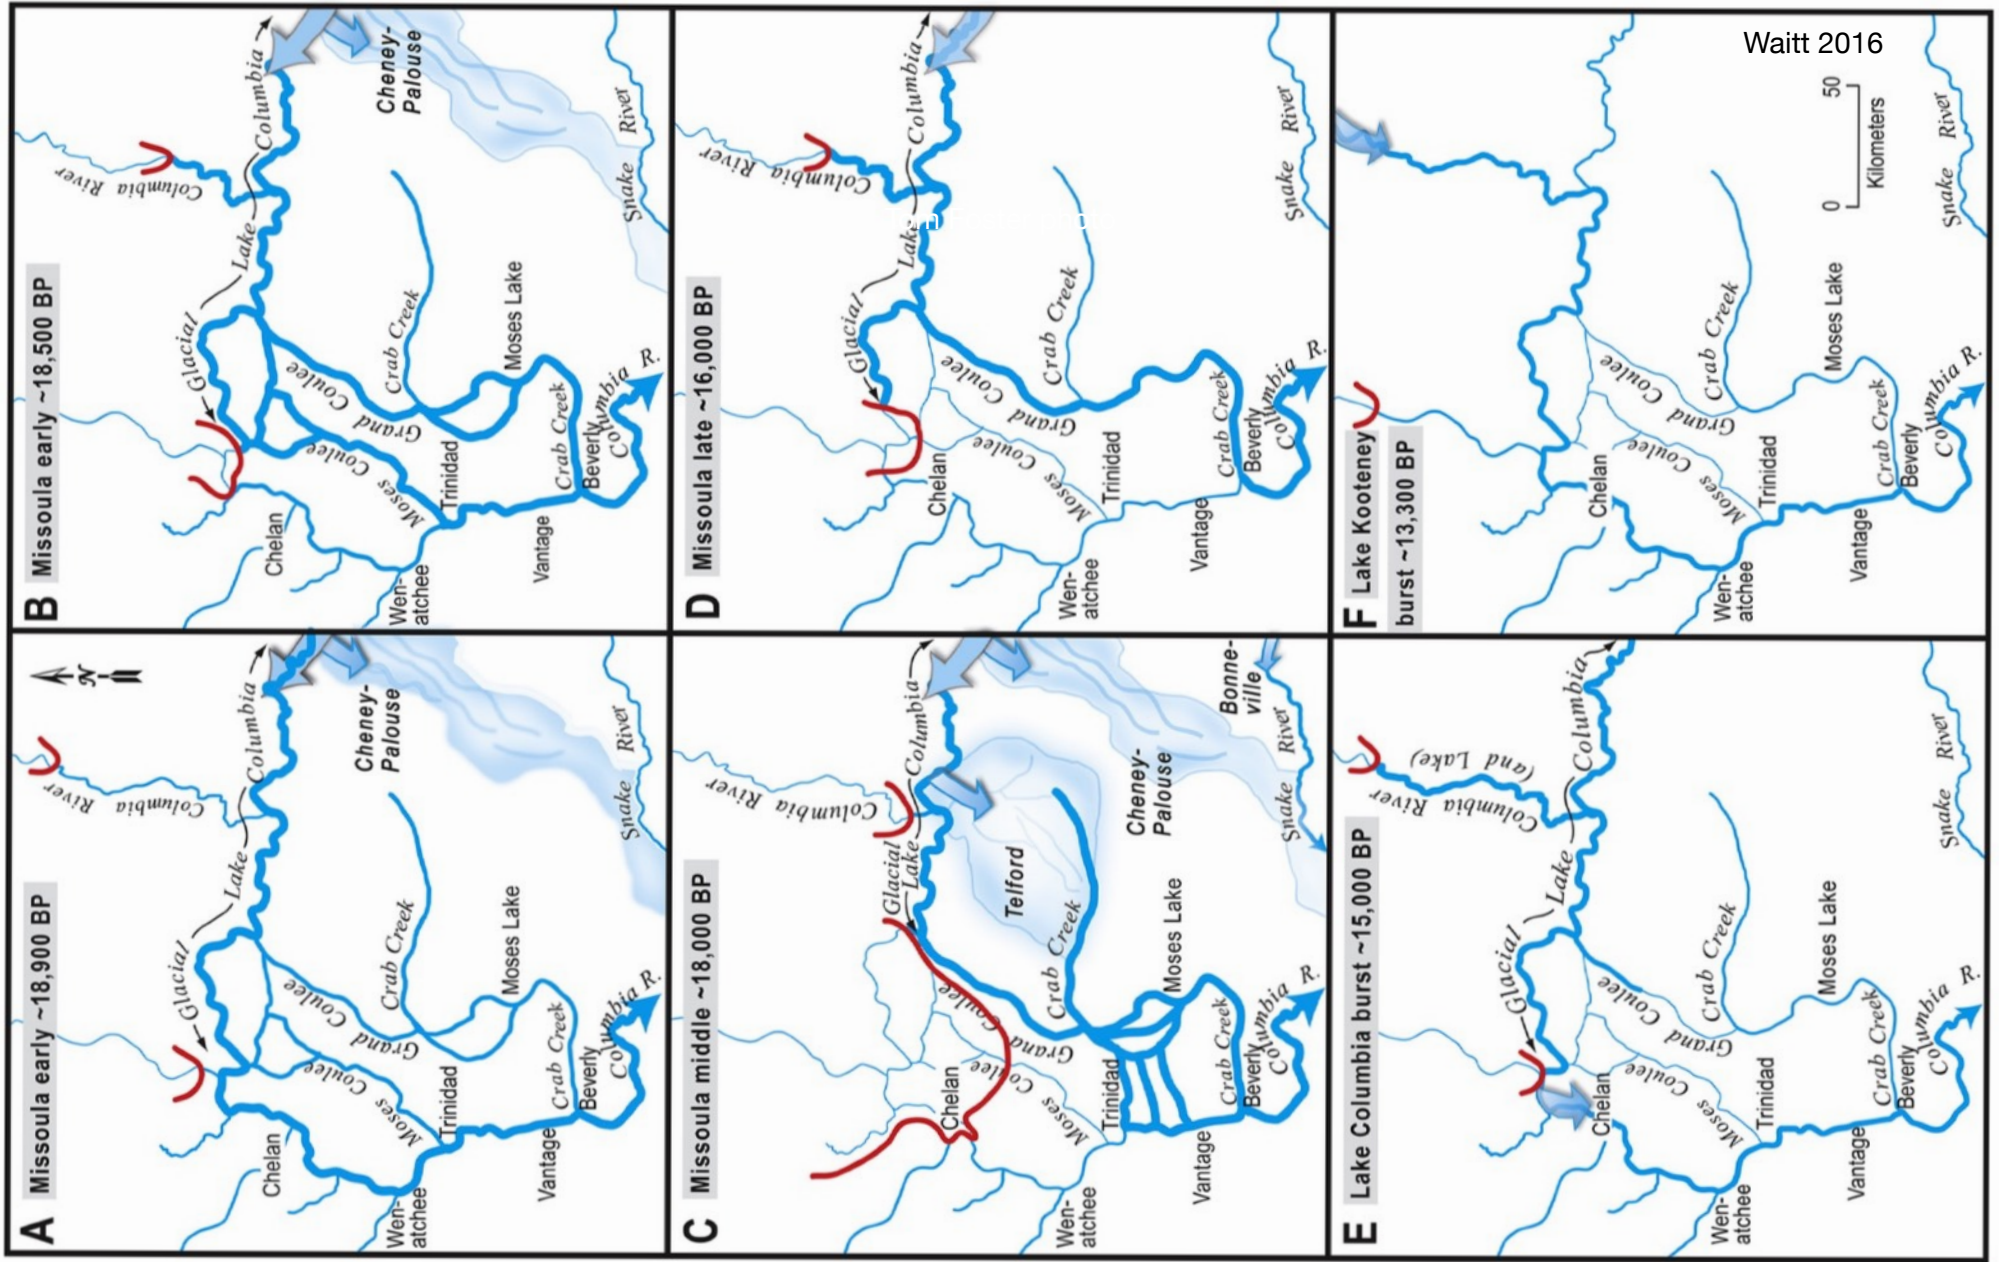 Waitt 2016
A
Missoula early ~18,900 BP
N
Glacial
Lake
Columbia
Columbia River
Cheney-
Palouse
Chelan
Grand Coulee
Moses Coulee
Crab Creek
Wen-
atchee
Trinidad
Moses Lake
Vantage
Crab Creek
Beverly
Columbia R.
Snake River
B
Missoula early ~18,500 BP
Glacial
Lake
Columbia
Columbia River
Cheney-
Palouse
Chelan
Grand Coulee
Moses Coulee
Crab Creek
Wen-
atchee
Trinidad
Moses Lake
Vantage
Crab Creek
Beverly
Columbia R.
Snake River
C
Missoula middle ~18,000 BP
Glacial
Lake
Columbia
Columbia River
Telford
Cheney-
Palouse
Bonne-
ville
Chelan
Grand Coulee
Moses Coulee
Crab Creek
Wen-
atchee
Trinidad
Moses Lake
Vantage
Crab Creek
Beverly
Columbia R.
Snake River
D
Missoula late ~16,000 BP
Glacial
Lake
Columbia
Columbia River
Chelan
Grand Coulee
Moses Coulee
Crab Creek
Wen-
atchee
Trinidad
Vantage
Crab Creek
Beverly
Columbia R.
Snake River
E
Lake Columbia burst ~15,000 BP
Glacial
Lake
Columbia
Columbia River
(and Lake)
Chelan
Grand Coulee
Moses Coulee
Crab Creek
Wen-
atchee
Trinidad
Moses Lake
Vantage
Crab Creek
Beverly
Columbia R.
Snake River
F
Lake Kooteney
burst ~13,300 BP
Chelan
Grand Coulee
Moses Coulee
Crab Creek
Wen-
atchee
Trinidad
Moses Lake
Vantage
Crab Creek
Beverly
Columbia R.
Snake River
0 50
Kilometers